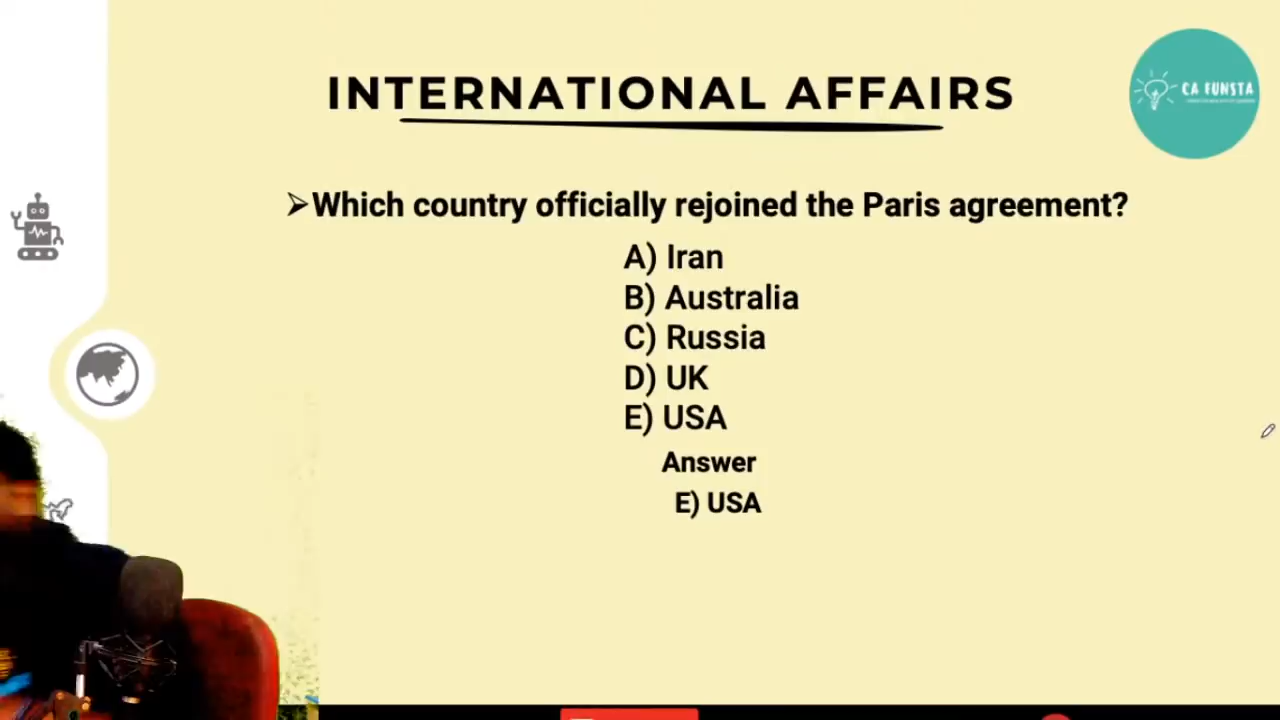 INTERNATIONAL AFFAIRS
CA FUNSTA
➢Which country officially rejoined the Paris agreement?
A) Iran
B) Australia
C) Russia
D) UK
E) USA
Answer
E) USA